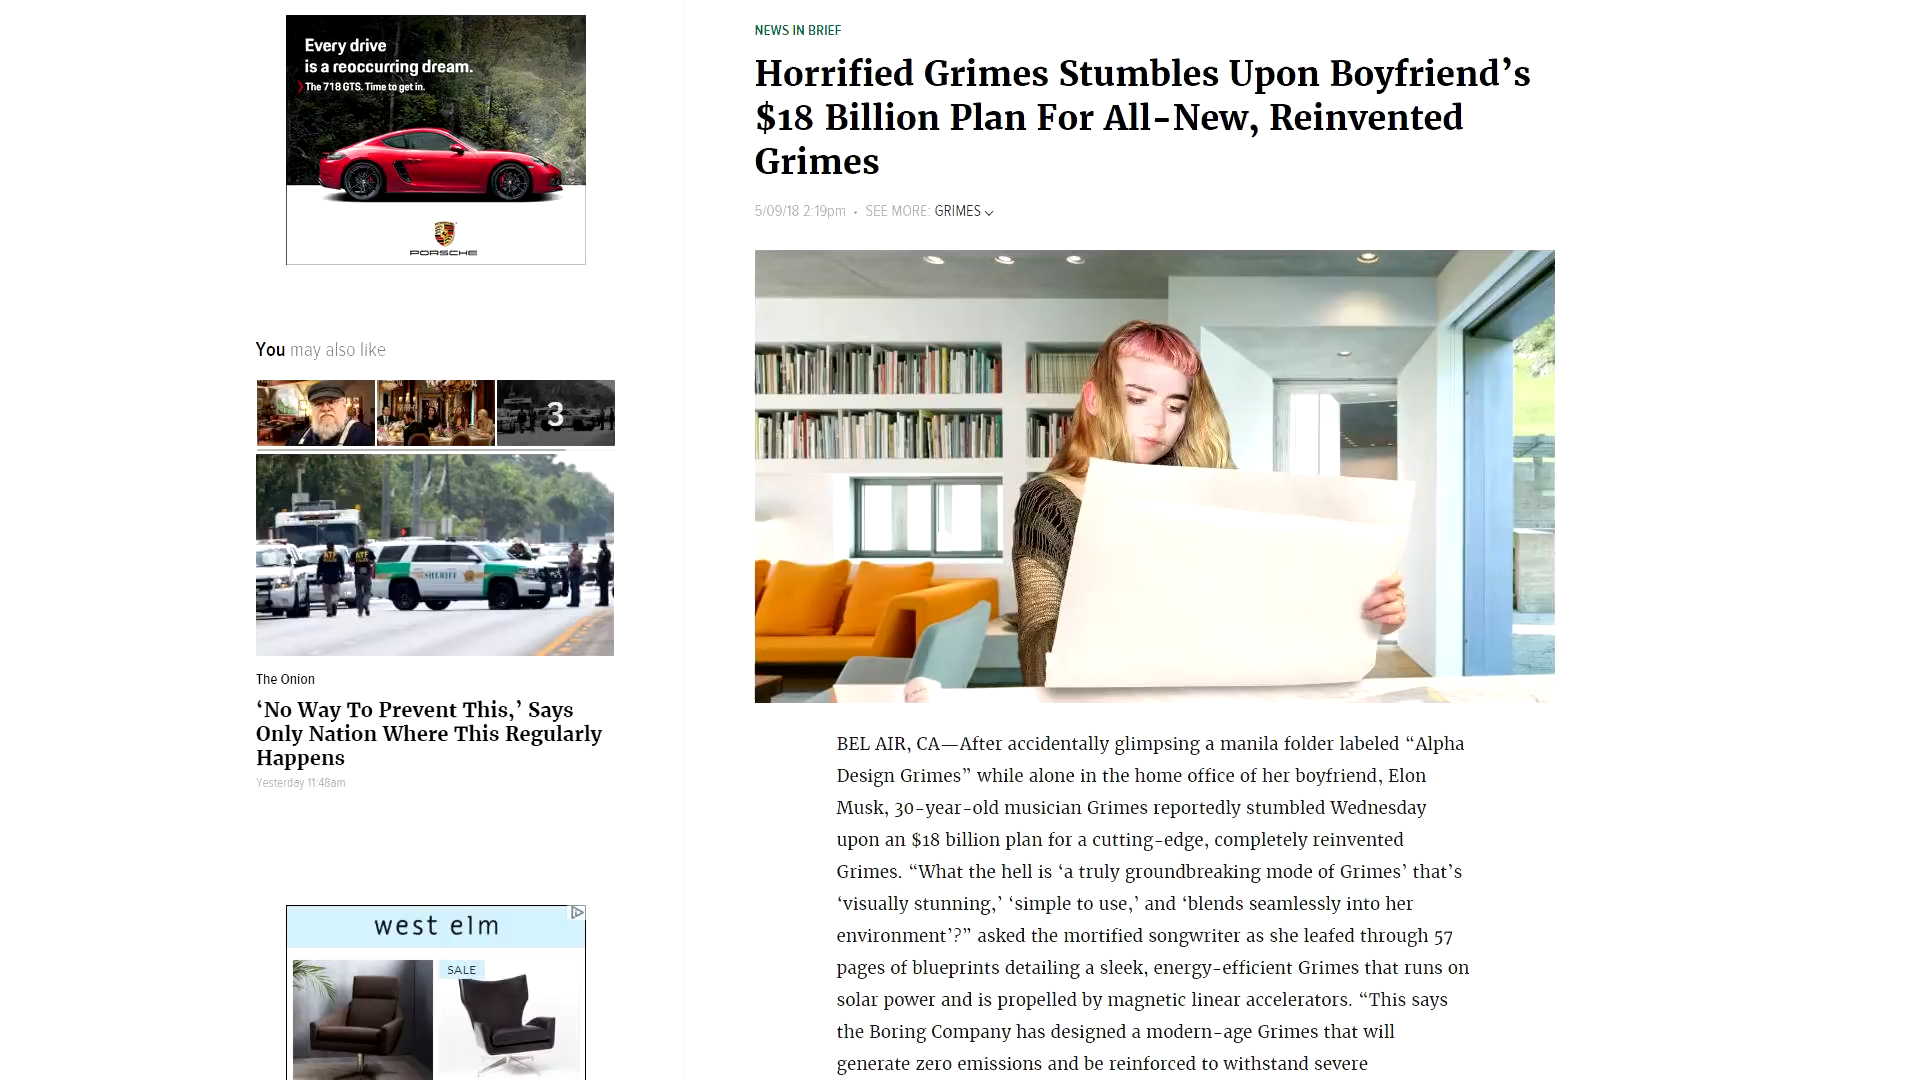 Every drive
is a reoccurring dream.
The 718 GTS. Time to get in.
PORSCHE
You may also like
3
ATF
ATF
SHERIFF
The Onion
‘No Way To Prevent This,’ Says
Only Nation Where This Regularly
Happens
Yesterday 11:48am
west elm
SALE
NEWS IN BRIEF
Horrified Grimes Stumbles Upon Boyfriend’s
$18 Billion Plan For All-New, Reinvented
Grimes
5/09/18 2:19pm • SEE MORE: GRIMES
BEL AIR, CA—After accidentally glimpsing a manila folder labeled “Alpha
Design Grimes” while alone in the home office of her boyfriend, Elon
Musk, 30-year-old musician Grimes reportedly stumbled Wednesday
upon an $18 billion plan for a cutting-edge, completely reinvented
Grimes. “What the hell is ‘a truly groundbreaking mode of Grimes’ that’s
‘visually stunning,’ ‘simple to use,’ and ‘blends seamlessly into her
environment’?” asked the mortified songwriter as she leafed through 57
pages of blueprints detailing a sleek, energy-efficient Grimes that runs on
solar power and is propelled by magnetic linear accelerators. “This says
the Boring Company has designed a modern-age Grimes that will
generate zero emissions and be reinforced to withstand severe